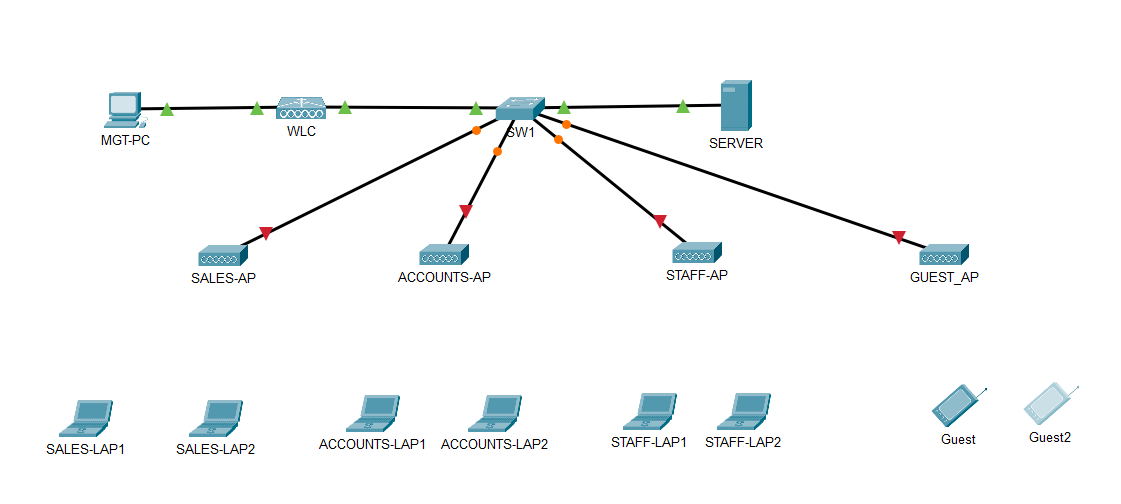 MGT-PC
WLC
SW1
SERVER
SALES-AP
ACCOUNTS-AP
STAFF-AP
GUEST_AP
SALES-LAP1
SALES-LAP2
ACCOUNTS-LAP1
ACCOUNTS-LAP2
STAFF-LAP1
STAFF-LAP2
Guest
Guest2